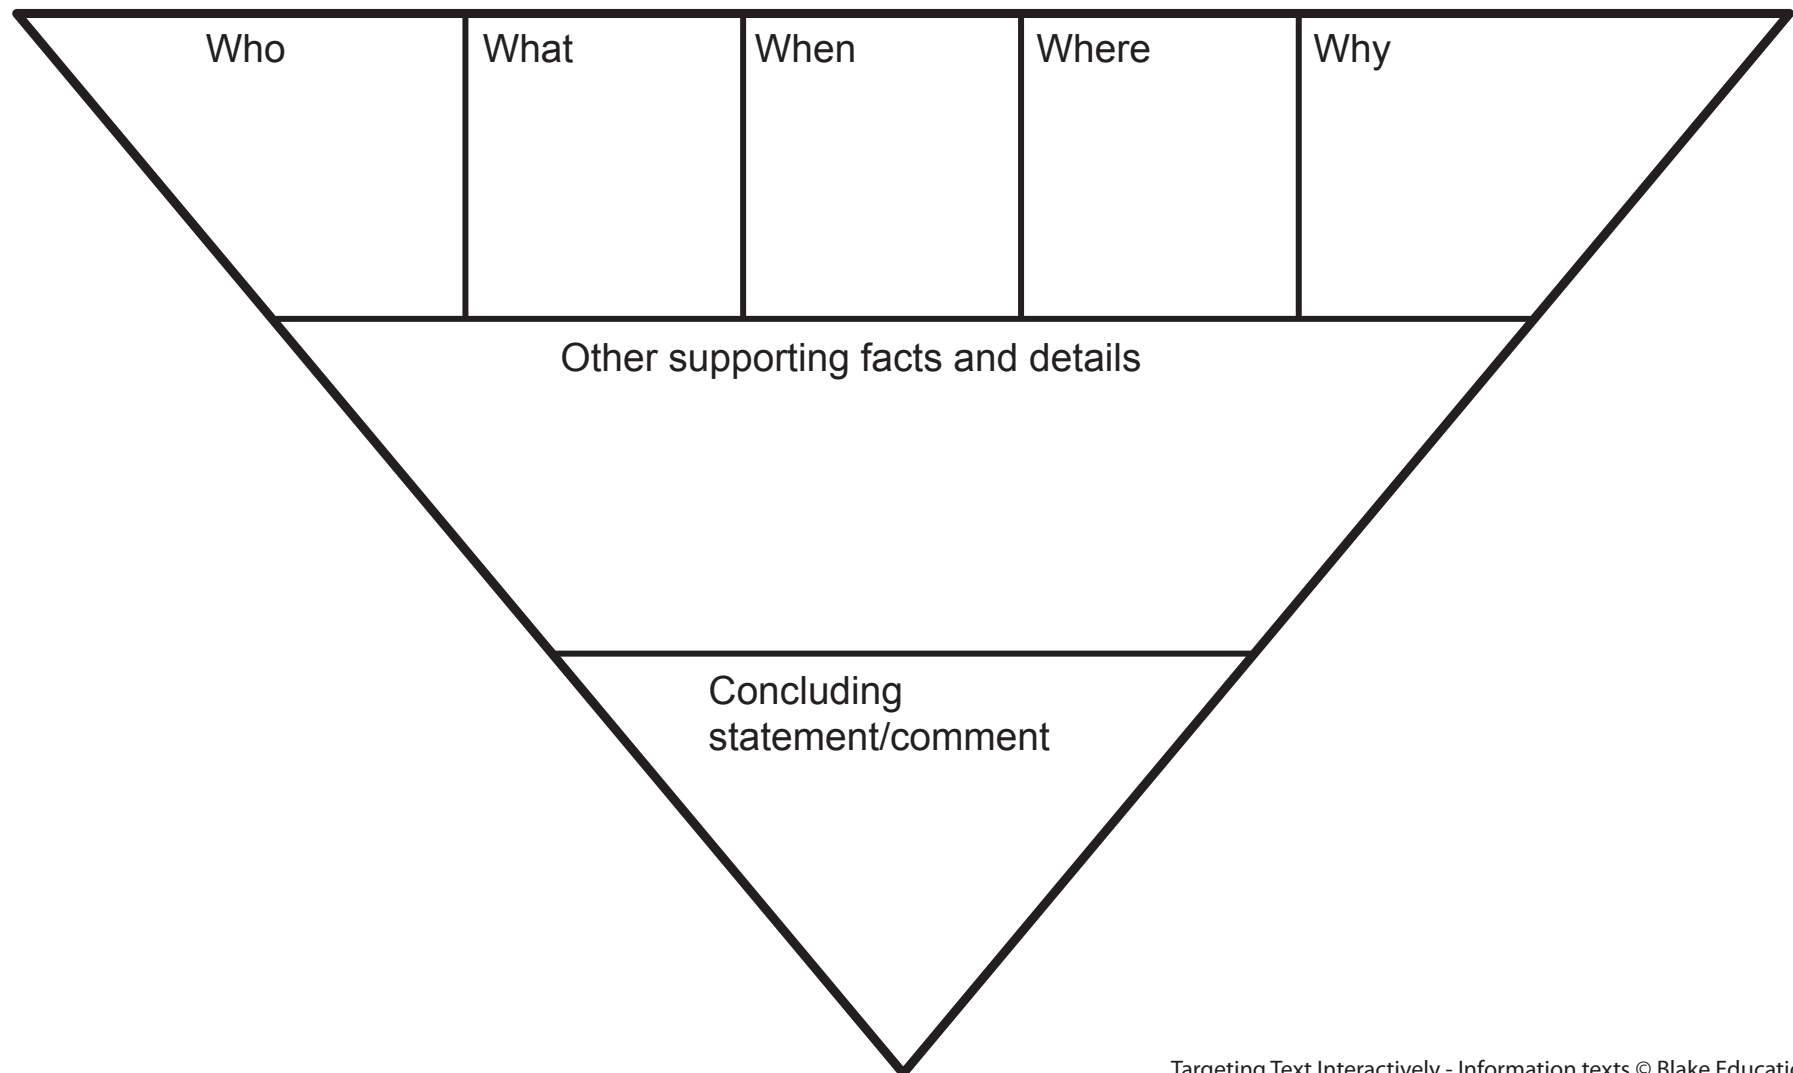 Who What When Where Why
Other supporting facts and details
Concluding
statement/comment
Targeting Text Interactively - Information texts © Blake Educatio